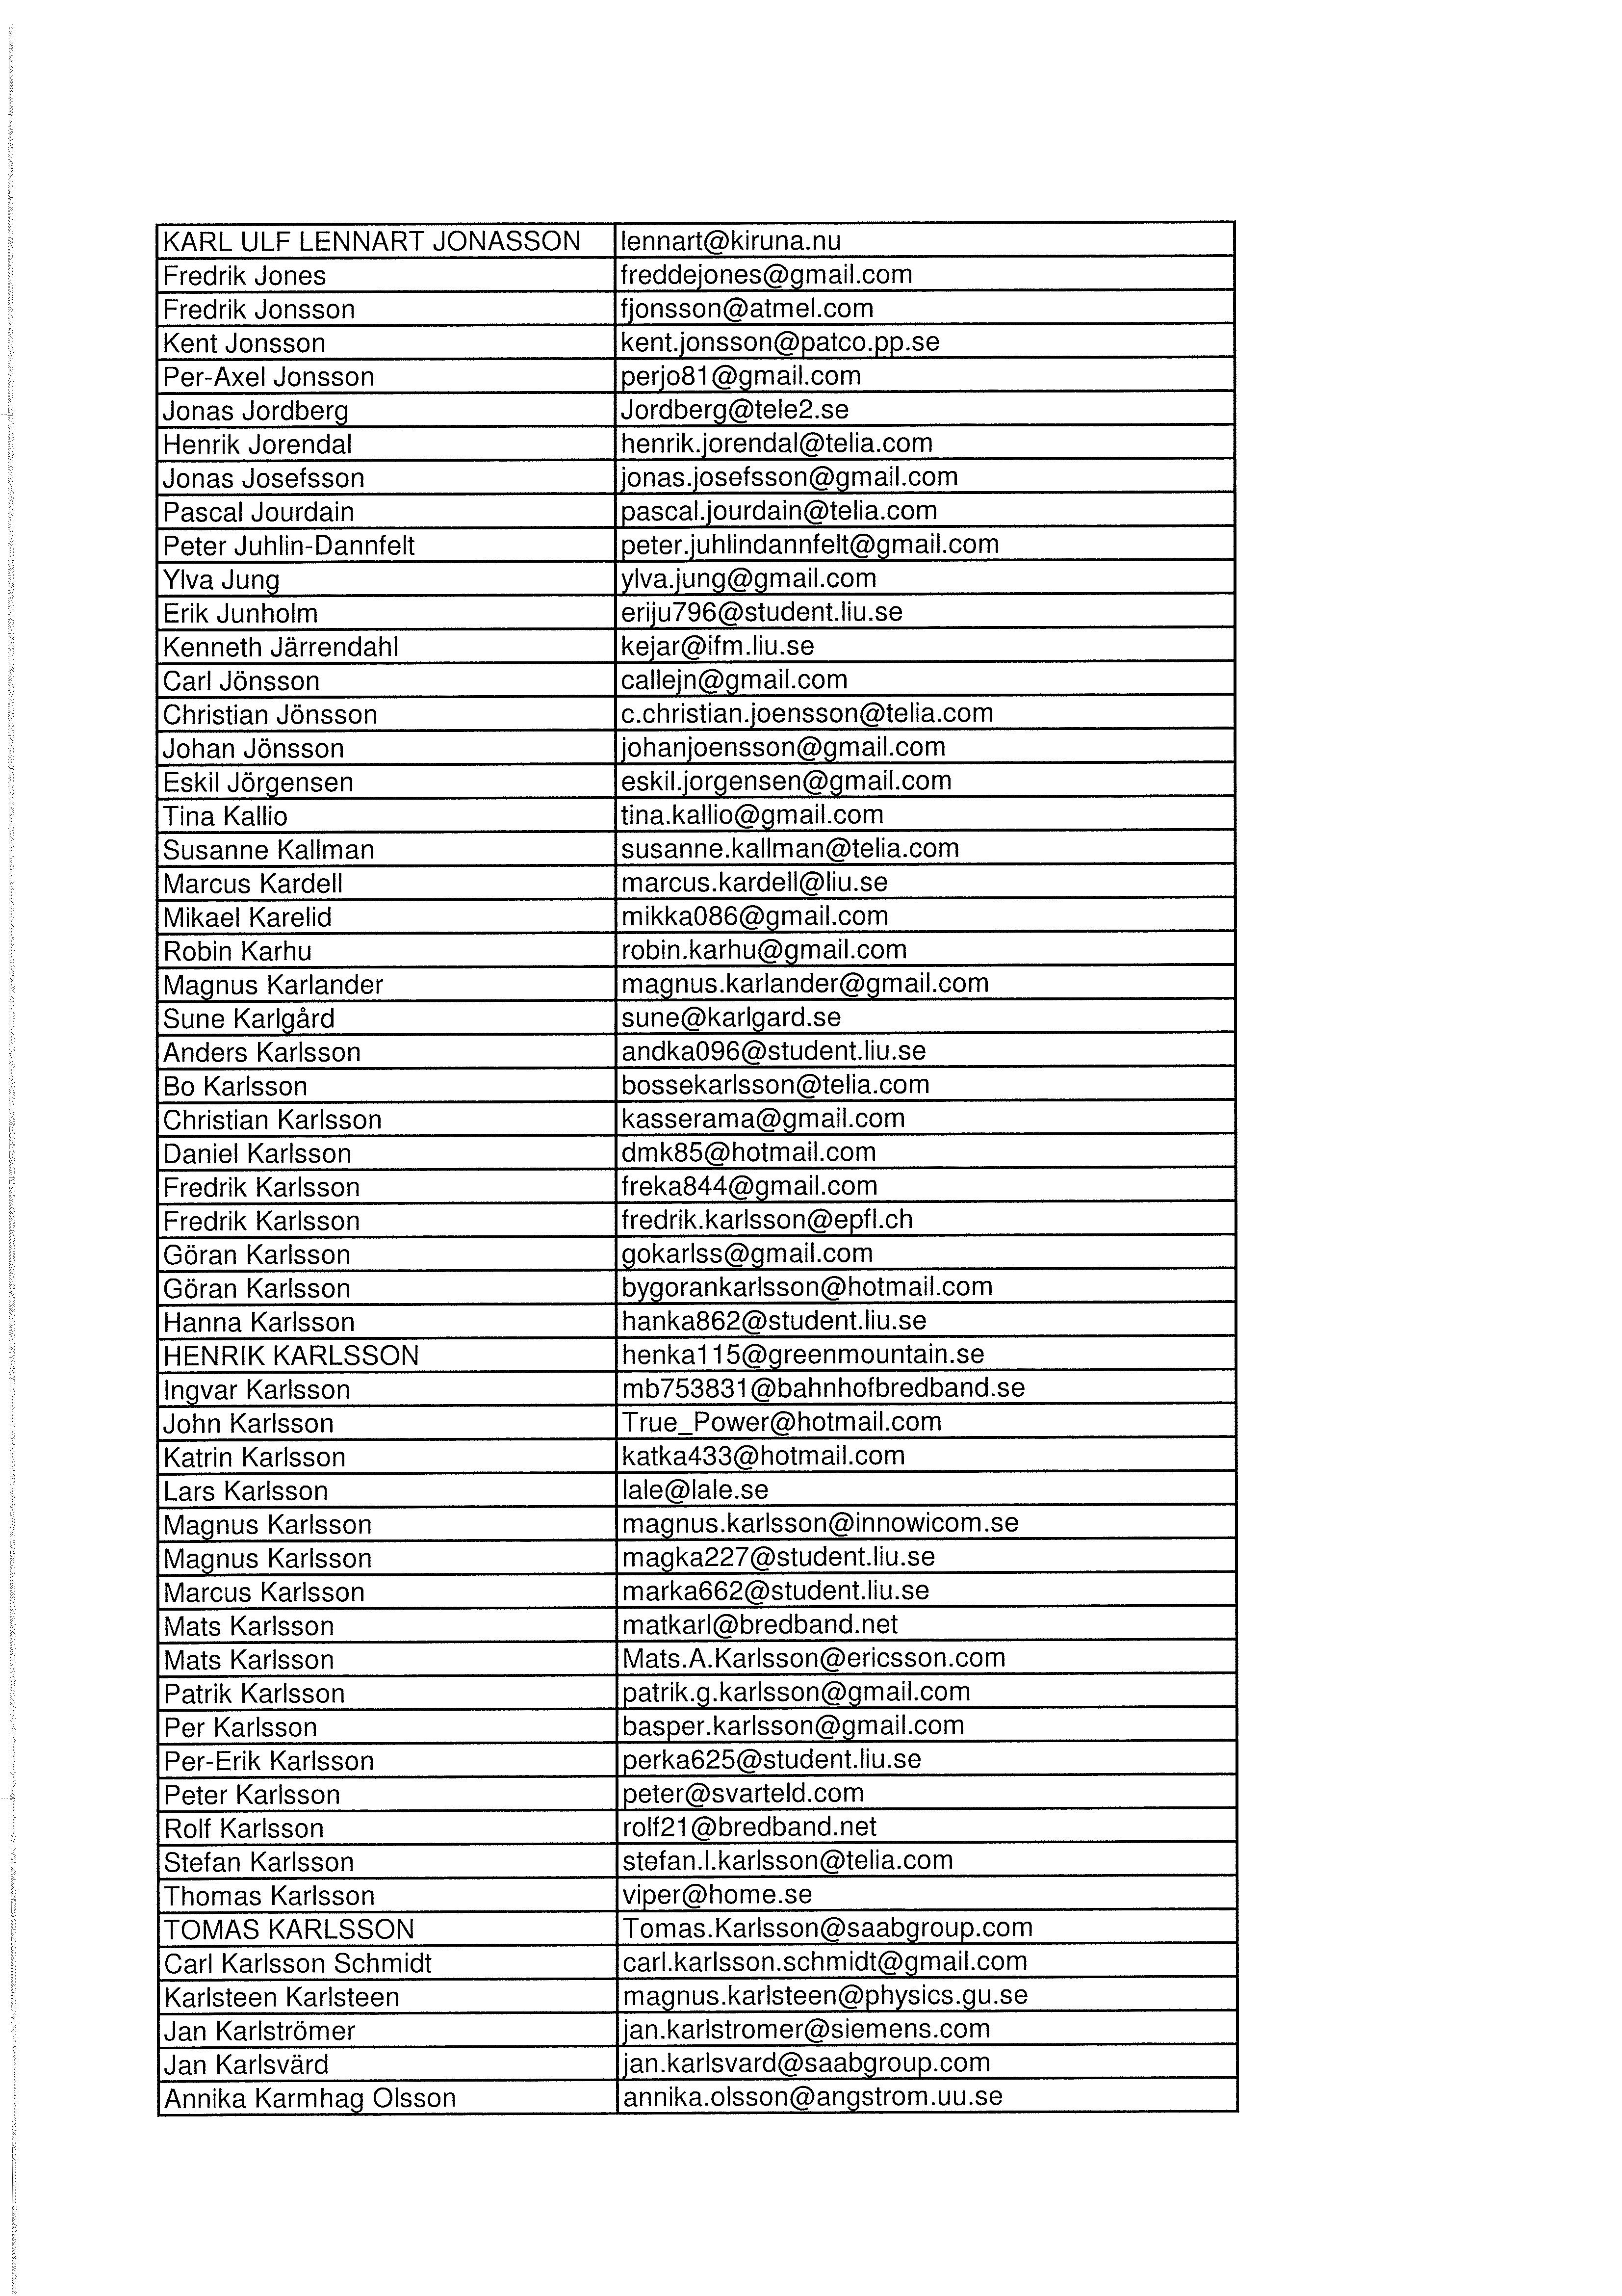 KARL ULF LENNART JONASSON lennart@kiruna.nu
Fredrik Jones freddejones@gmail.com
Fredrik Jonsson fjonsson@atmel.com
Kent Jonsson kent.jonsson@patco.pp.se
Per-Axel Jonsson perjo81@gmail.com
Jonas Jordberg Jordberg@tele2.se
Henrik Jorendal henrik.jorendal@telia.com
Jonas Josefsson jonas.josefsson@gmail.com
Pascal Jourdain pascal.jourdain@telia.com
Peter Juhlin-Dannfelt peter.juhlindannfelt@gmail.com
Ylva Jung ylva.jung@gmail.com
Erik Junholm eriju796@student.liu.se
Kenneth Järrendahl kejar@ifm.liu.se
Carl Jönsson callejn@gmail.com
Christian Jönsson c.christian.joensson@telia.com
Johan Jönsson johanjoensson@gmail.com
Eskil Jörgensen eskil.jorgensen@gmail.com
Tina Kallio tina.kallio@gmail.com
Susanne Kallman susanne.kallman@telia.com
Marcus Kardell marcus.kardell@liu.se
Mikael Karelid mikka086@gmail.com
Robin Karhu robin.karhu@gmail.com
Magnus Karlander magnus.karlander@gmail.com
Sune Karlgård sune@karlgard.se
Anders Karlsson andka096@student.liu.se
Bo Karlsson bossekarlsson@telia.com
Christian Karlsson kasserama@gmail.com
Daniel Karlsson dmk85@hotmail.com
Fredrik Karlsson freka844@gmail.com
Fredrik Karlsson fredrik.karlsson@epfl.ch
Göran Karlsson gokarlss@gmail.com
Göran Karlsson bygorankarlsson@hotmail.com
Hanna Karlsson hanka862@student.liu.se
HENRIK KARLSSON henka115@greenmountain.se
Ingvar Karlsson mb753831@bahnhofbredband.se
John Karlsson True_Power@hotmail.com
Katrin Karlsson katka433@hotmail.com
Lars Karlsson lale@lale.se
Magnus Karlsson magnus.karlsson@innowicom.se
Magnus Karlsson magka227@student.liu.se
Marcus Karlsson marka662@student.liu.se
Mats Karlsson matkarl@bredband.net
Mats Karlsson Mats.A.Karlsson@ericsson.com
Patrik Karlsson patrik.g.karlsson@gmail.com
Per Karlsson basper.karlsson@gmail.com
Per-Erik Karlsson perka625@student.liu.se
Peter Karlsson peter@svarteld.com
Rolf Karlsson rolf21@bredband.net
Stefan Karlsson stefan.l.karlsson@telia.com
Thomas Karlsson viper@home.se
TOMAS KARLSSON Tomas.Karlsson@saabgroup.com
Carl Karlsson Schmidt carl.karlsson.schmidt@gmail.com
Karlsteen Karlsteen magnus.karlsteen@physics.gu.se
Jan Karlströmer jan.karlstromer@siemens.com
Jan Karlsvärd jan.karlsvard@saabgroup.com
Annika Karmhag Olsson annika.olsson@angstrom.uu.se